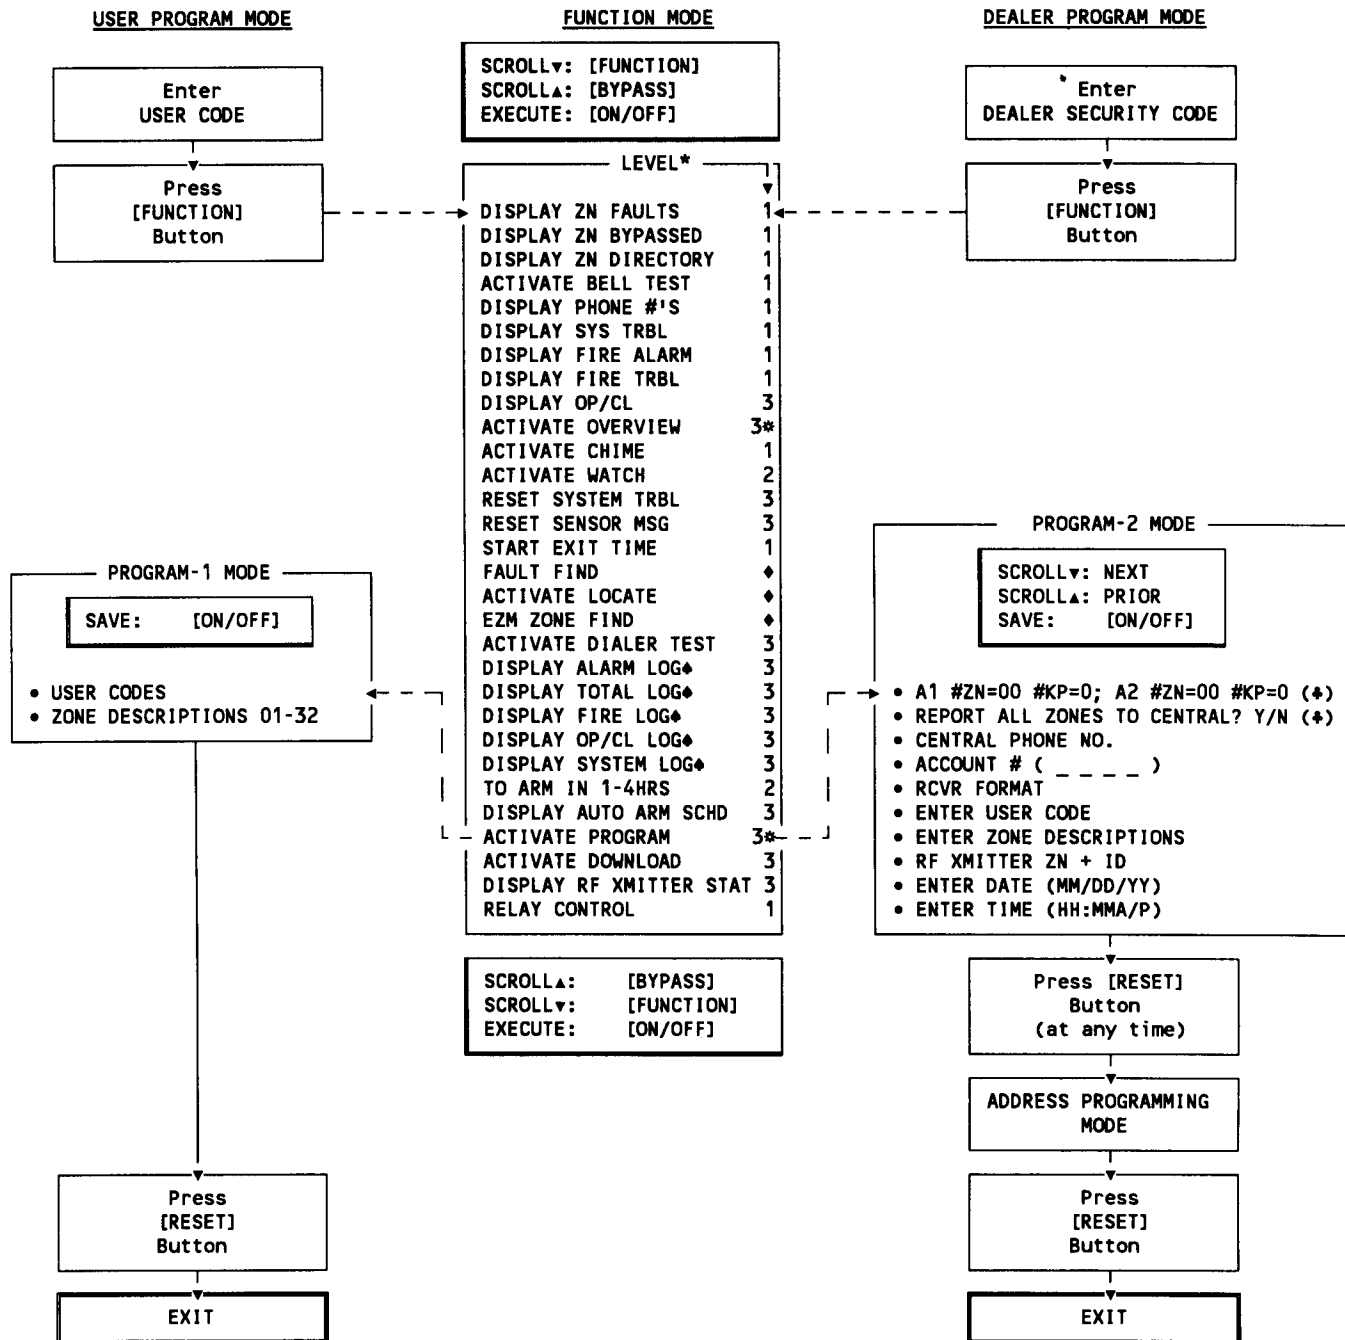 USER PROGRAM MODE
Enter
USER CODE
Press
[FUNCTION]
Button
PROGRAM-1 MODE
SAVE: [ON/OFF]
• USER CODES
• ZONE DESCRIPTIONS 01-32
Press
[RESET]
Button
EXIT
FUNCTION MODE
SCROLL▼: [FUNCTION]
SCROLL▲: [BYPASS]
EXECUTE: [ON/OFF]
LEVEL*
DISPLAY ZN FAULTS 1
DISPLAY ZN BYPASSED 1
DISPLAY ZN DIRECTORY 1
ACTIVATE BELL TEST 1
DISPLAY PHONE #'S 1
DISPLAY SYS TRBL 1
DISPLAY FIRE ALARM 1
DISPLAY FIRE TRBL 1
DISPLAY OP/CL 3
ACTIVATE OVERVIEW 3☼
ACTIVATE CHIME 1
ACTIVATE WATCH 2
RESET SYSTEM TRBL 3
RESET SENSOR MSG 3
START EXIT TIME 1
FAULT FIND ♦
ACTIVATE LOCATE ♦
EZM ZONE FIND ♦
ACTIVATE DIALER TEST 3
DISPLAY ALARM LOG♠ 3
DISPLAY TOTAL LOG♠ 3
DISPLAY FIRE LOG♠ 3
DISPLAY OP/CL LOG♠ 3
DISPLAY SYSTEM LOG♠ 3
TO ARM IN 1-4HRS 2
DISPLAY AUTO ARM SCHD 3
ACTIVATE PROGRAM 3☼
ACTIVATE DOWNLOAD 3
DISPLAY RF XMITTER STAT 3
RELAY CONTROL 1
SCROLL▲: [BYPASS]
SCROLL▼: [FUNCTION]
EXECUTE: [ON/OFF]
DEALER PROGRAM MODE
Enter
DEALER SECURITY CODE
Press
[FUNCTION]
Button
PROGRAM-2 MODE
SCROLL▼: NEXT
SCROLL▲: PRIOR
SAVE: [ON/OFF]
• A1 #ZN=00 #KP=0; A2 #ZN=00 #KP=0 (♣)
• REPORT ALL ZONES TO CENTRAL? Y/N (♣)
• CENTRAL PHONE NO.
• ACCOUNT # ( _ _ _ _ )
• RCVR FORMAT
• ENTER USER CODE
• ENTER ZONE DESCRIPTIONS
• RF XMITTER ZN + ID
• ENTER DATE (MM/DD/YY)
• ENTER TIME (HH:MMA/P)
Press [RESET]
Button
(at any time)
ADDRESS PROGRAMMING
MODE
Press
[RESET]
Button
EXIT